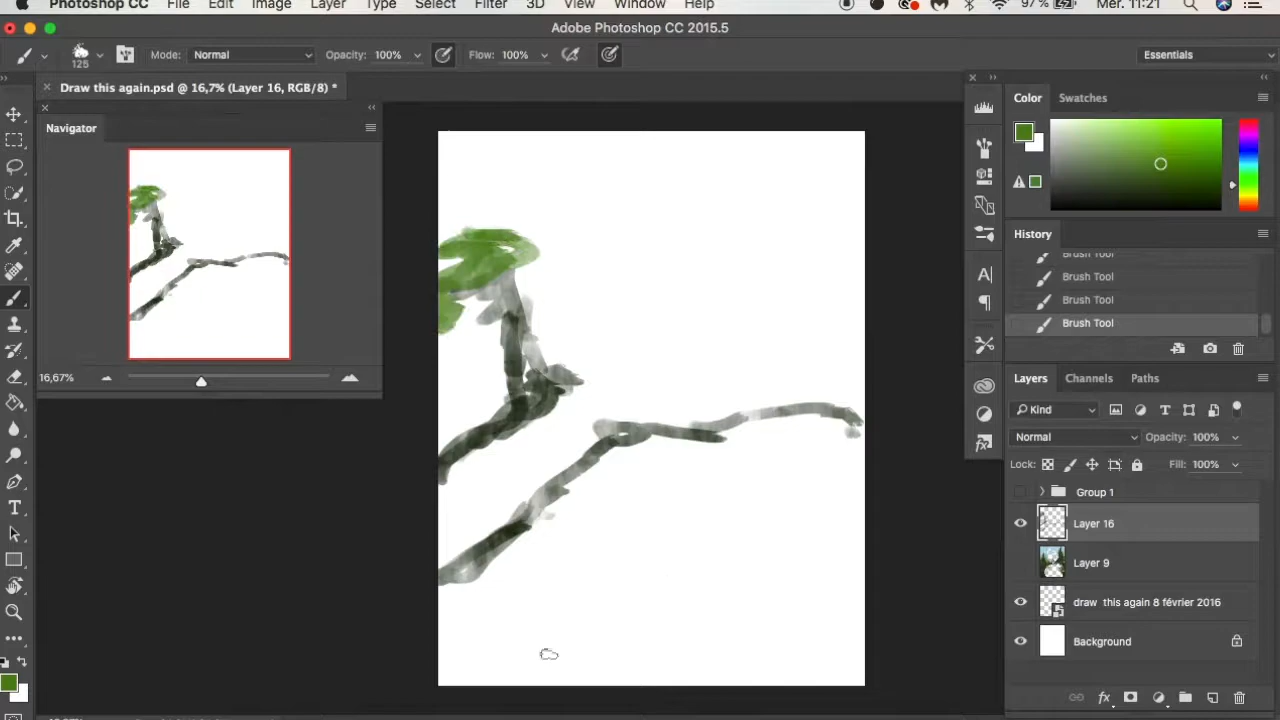 Photoshop CC File Edit Image Layer Type Select Filter 3D View Window Help 97% Mer. 11:21
Adobe Photoshop CC 2015.5
125 Mode: Normal Opacity: 100% Flow: 100% Essentials
Draw this again.psd @ 16,7% (Layer 16, RGB/8) *
Navigator
16,67%
Color Swatches
History
Brush Tool
Brush Tool
Brush Tool
Brush Tool
Layers Channels Paths
Kind
Normal Opacity: 100%
Lock: Fill: 100%
Group 1
Layer 16
Layer 9
draw this again 8 février 2016
Background